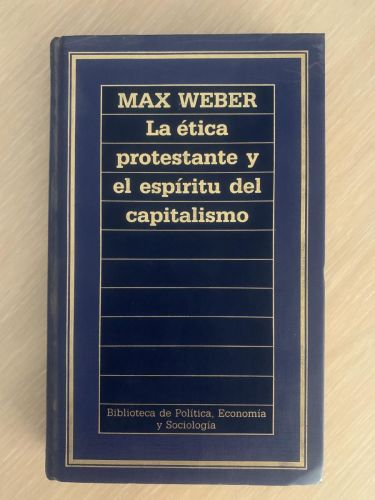 MAX WEBER
La ética
protestante y
el espíritu del
capitalismo
Biblioteca de Política, Economía
y Sociología